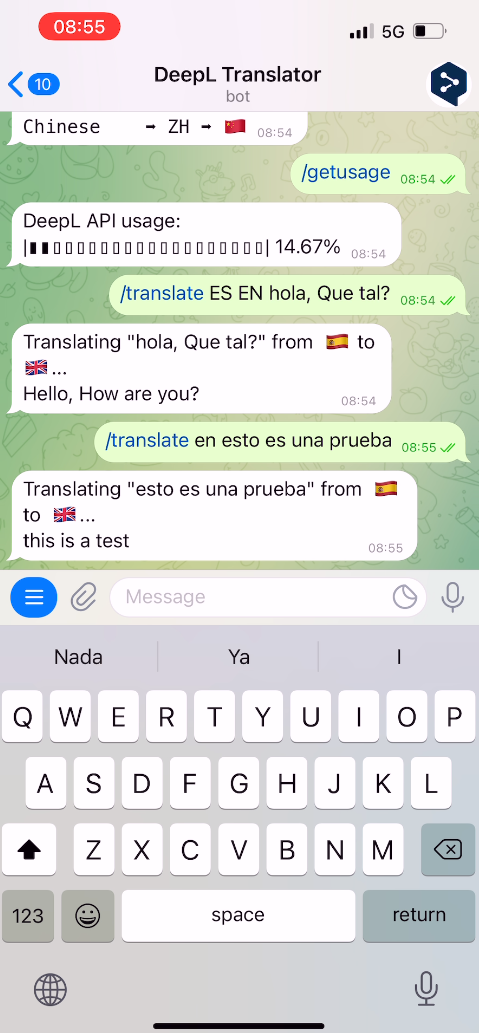 08:55
5G
10
DeepL Translator
bot
Chinese → ZH → 🇨🇳 08:54
/getusage 08:54
DeepL API usage:
|▮▮▯▯▯▯▯▯▯▯▯▯▯▯▯▯▯▯▯▯| 14.67% 08:54
/translate ES EN hola, Que tal? 08:54
Translating "hola, Que tal?" from 🇪🇸 to
🇬🇧...
Hello, How are you?
08:54
/translate en esto es una prueba 08:55
Translating "esto es una prueba" from 🇪🇸
to 🇬🇧...
this is a test
08:55
Message
Nada Ya I
Q W E R T Y U I O P
A S D F G H J K L
Z X C V B N M
123 space return